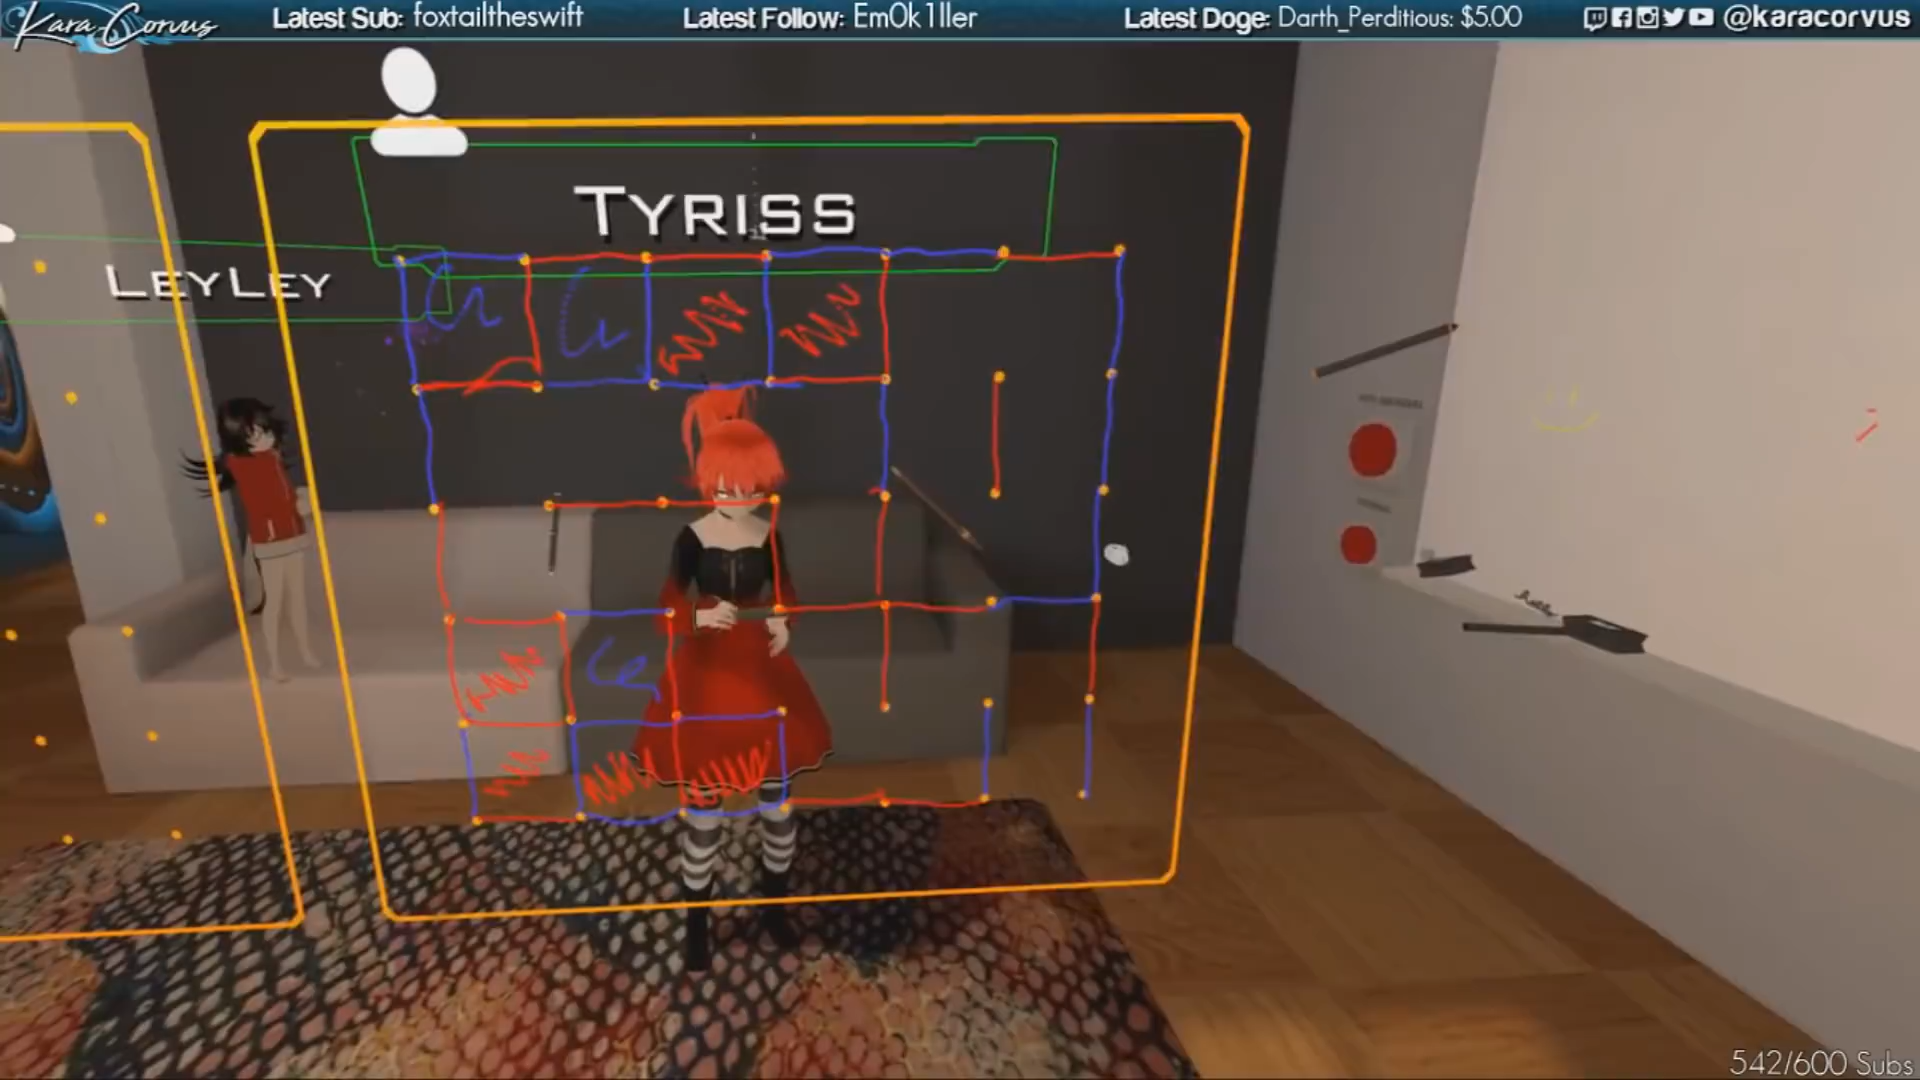 Kara Corvus
Latest Sub: foxtailtheswift
Latest Follow: Em0k1ller
Latest Doge: Darth_Perditious: $5.00
@karacorvus
TYRISS
LEYLEY
542/600 Subs